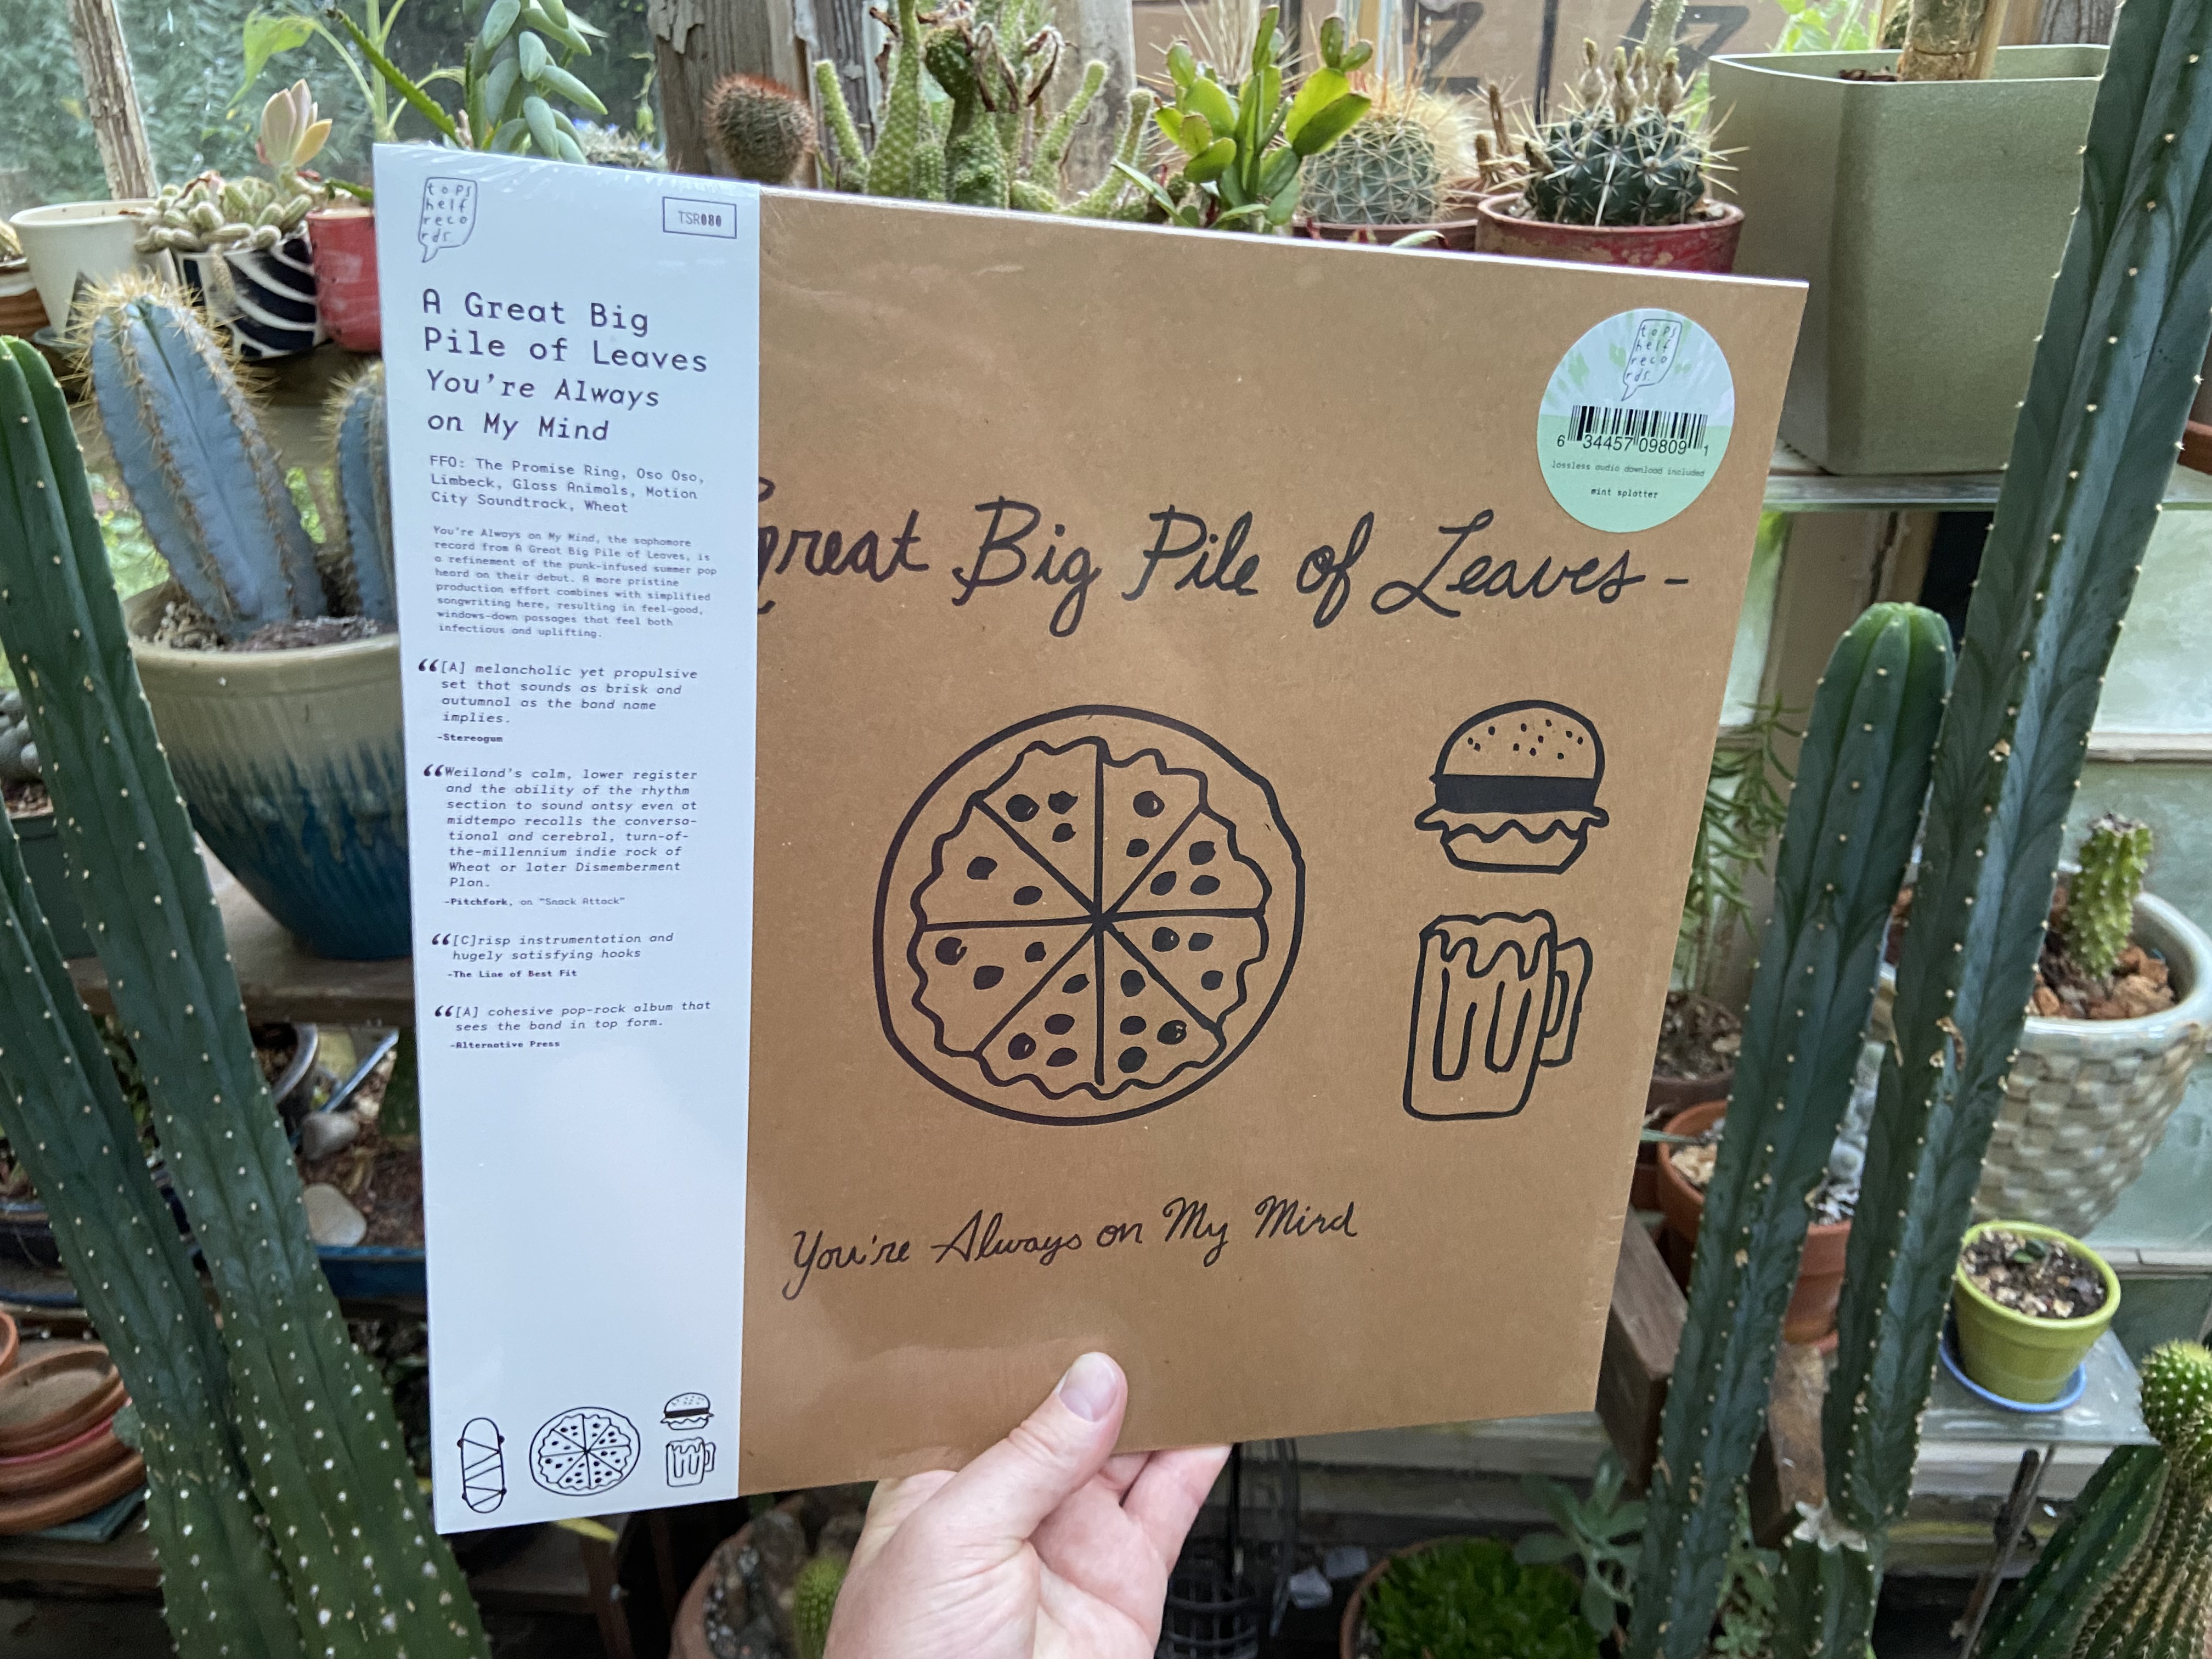 tops
helf
reco
rds.
TSR080
A Great Big
Pile of Leaves
You're Always
on My Mind
FFO: The Promise Ring, Oso Oso,
Limbeck, Glass Animals, Motion
City Soundtrack, Wheat
You're Always on My Mind, the sophomore
record from A Great Big Pile of Leaves, is
a refinement of the punk-infused summer pop
heard on their debut. A more pristine
production effort combines with simplified
songwriting here, resulting in feel-good,
windows-down passages that feel both
infectious and uplifting.
“[A] melancholic yet propulsive
set that sounds as brisk and
autumnal as the band name
implies.
-Stereogum
“Weiland's calm, lower register
and the ability of the rhythm
section to sound antsy even at
midtempo recalls the conversa-
tional and cerebral, turn-of-
the-millennium indie rock of
Wheat or later Dismemberment
Plan.
-Pitchfork, on "Snack Attack"
“[C]risp instrumentation and
hugely satisfying hooks
-The Line of Best Fit
“[A] cohesive pop-rock album that
sees the band in top form.
-Alternative Press
tops
helf
reco
rds.
6 34457 09809 1
lossless audio download included
mint splatter
Great Big Pile of Leaves -
You're Always on My Mind